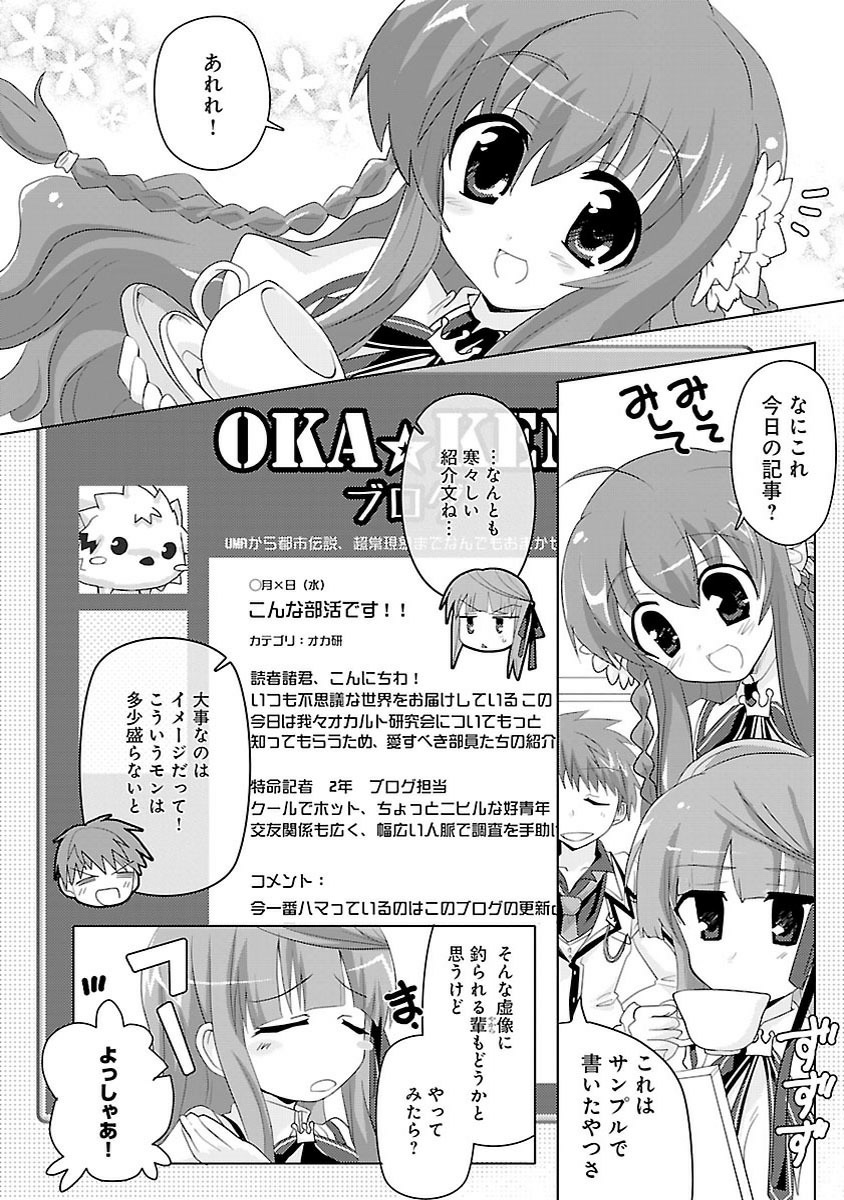 あれれ！
なにこれ
今日の記事？
みして
みして
これは
サンプルで
書いたやつさ
ずずず
OKA★KEN
ブログ
UMAから都市伝説、超常現象までなんでもおまかせ
○月×日（水）
こんな部活です！！
カテゴリ：オカ研
読者諸君、こんにちわ！
いつも不思議な世界をお届けしている この
今日は我々オカルト研究会についてもっと
知ってもらうため、愛すべき部員たちの紹介
特命記者　2年　ブログ担当
クールでホット、ちょっとニヒルな好青年
交友関係も広く、幅広い人脈で調査を手助け
コメント：
今一番ハマっているのはこのブログの更新
…なんとも
寒々しい
紹介文ね…
大事なのは
イメージだって！
こういうモンは
多少盛らないと
そんな虚像に
釣られる輩もどうかと
やから
思うけど
ま、
やって
みたら？
フーー
よっしゃあ！